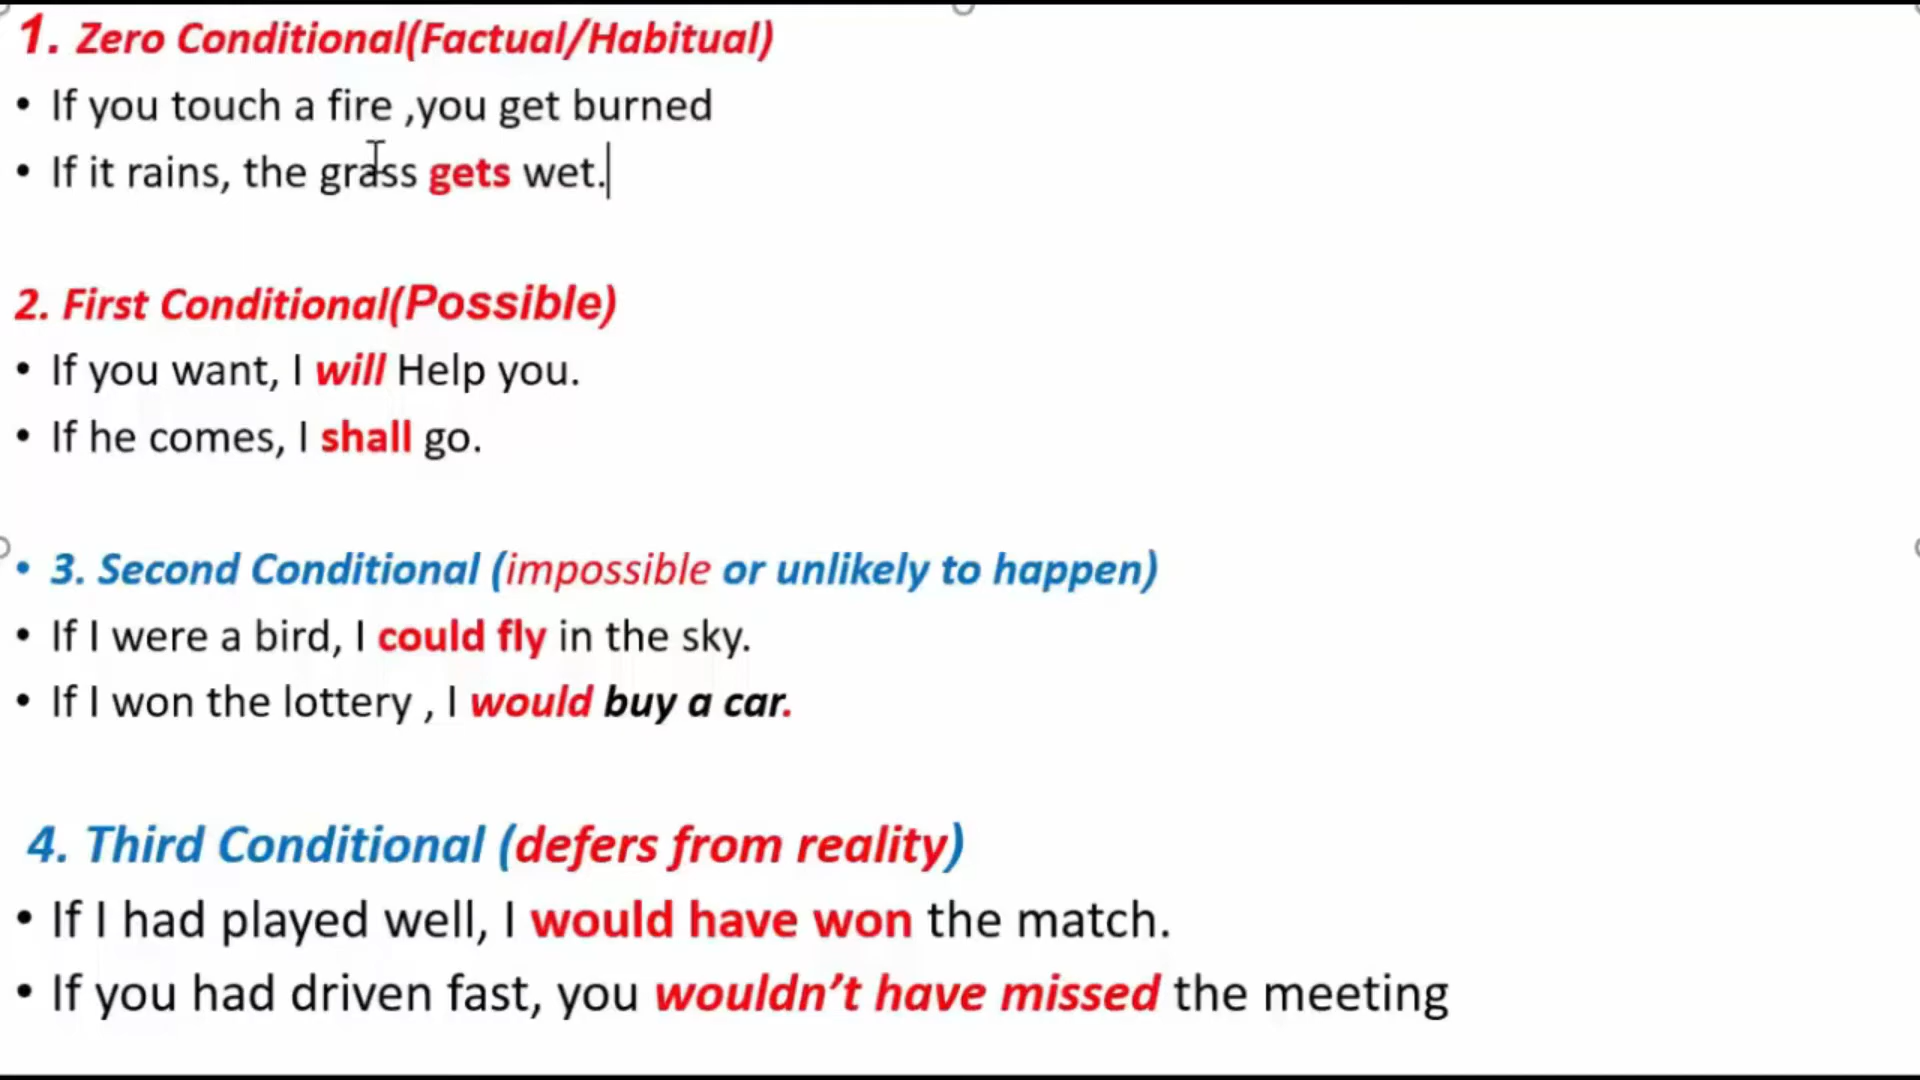 1. Zero Conditional(Factual/Habitual)
• If you touch a fire ,you get burned
• If it rains, the grass gets wet.
2. First Conditional(Possible)
• If you want, I will Help you.
• If he comes, I shall go.
• 3. Second Conditional (impossible or unlikely to happen)
• If I were a bird, I could fly in the sky.
• If I won the lottery , I would buy a car.
4. Third Conditional (defers from reality)
• If I had played well, I would have won the match.
• If you had driven fast, you wouldn’t have missed the meeting